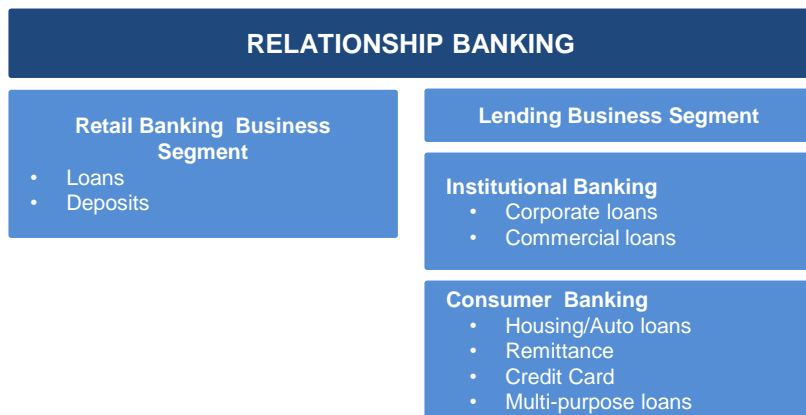 RELATIONSHIP BANKING
Retail Banking Business
Segment
• Loans
• Deposits
Lending Business Segment
Institutional Banking
• Corporate loans
• Commercial loans
Consumer Banking
• Housing/Auto loans
• Remittance
• Credit Card
• Multi-purpose loans